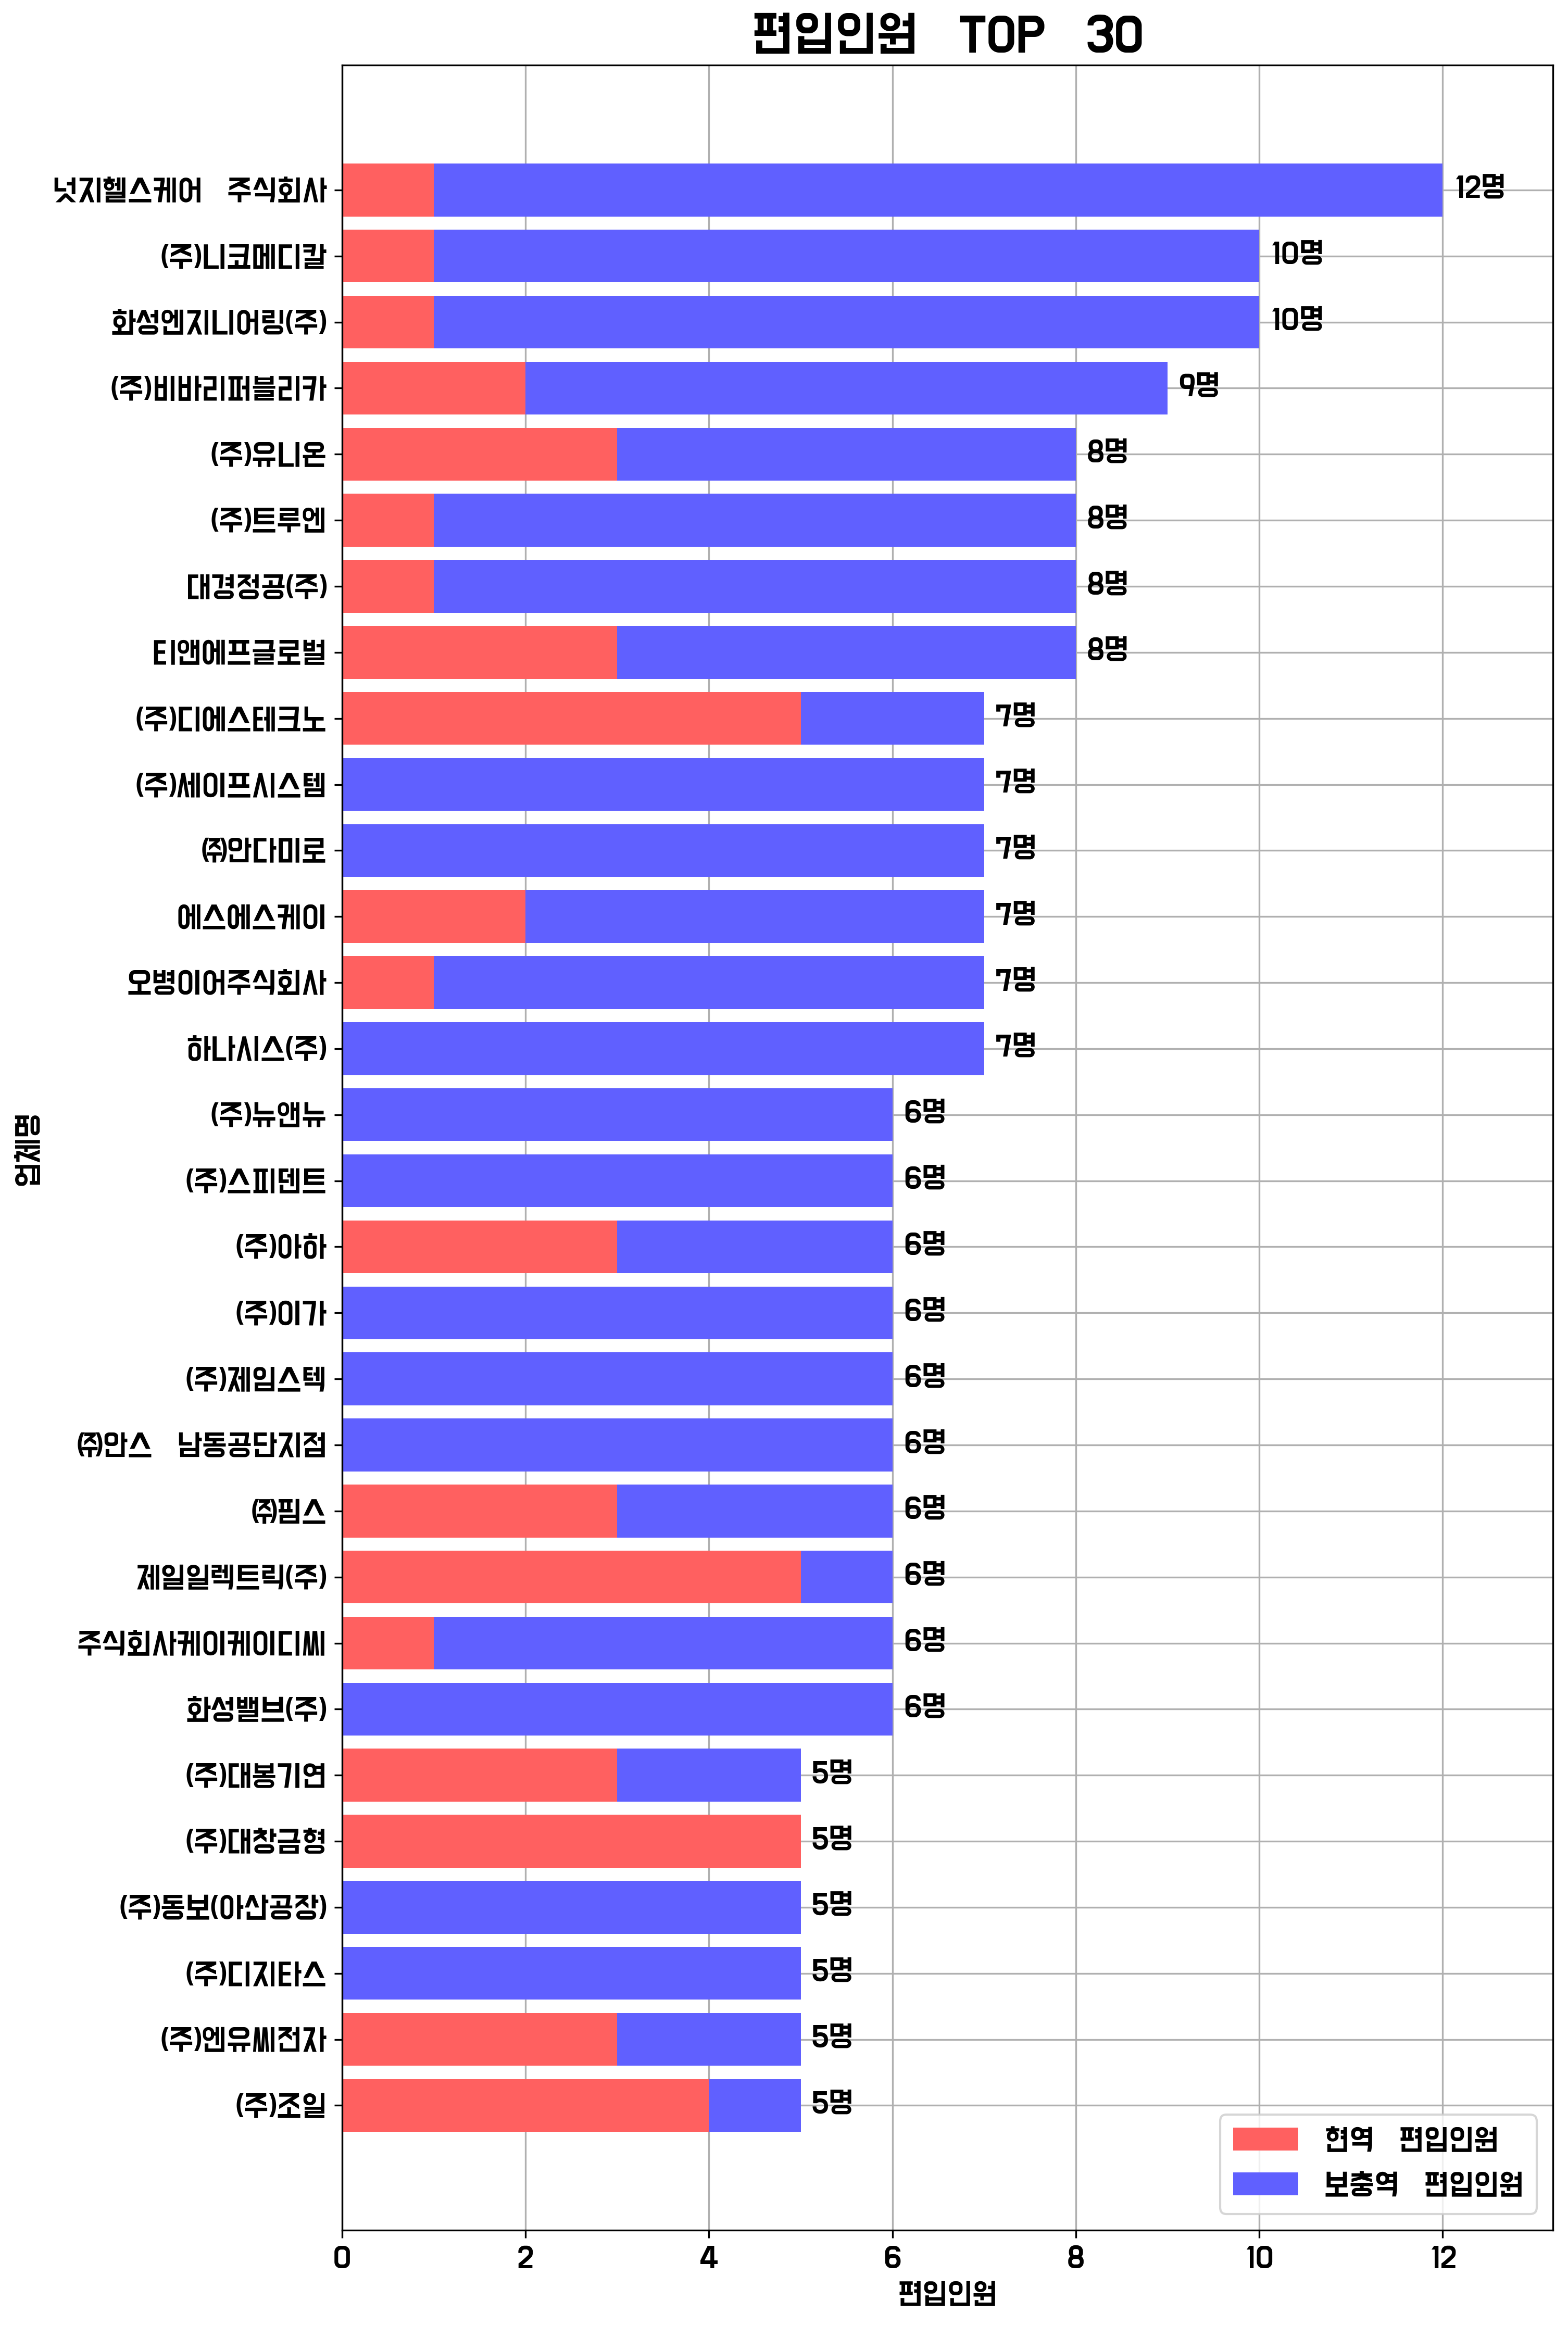 편입인원 TOP 30
넛지헬스케어 주식회사 12명
(주)니코메디칼 10명
화성엔지니어링(주) 10명
(주)비바리퍼블리카 9명
(주)유니온 8명
(주)트루엔 8명
대경정공(주) 8명
티앤에프글로벌 8명
(주)디에스테크노 7명
(주)세이프시스템 7명
㈜안다미로 7명
에스에스케이 7명
오병이어주식회사 7명
하나시스(주) 7명
(주)뉴앤뉴 6명
업체명
(주)스피덴트 6명
(주)아하 6명
(주)이가 6명
(주)제임스텍 6명
㈜안스 남동공단지점 6명
㈜핌스 6명
제일일렉트릭(주) 6명
주식회사케이케이디씨 6명
화성밸브(주) 6명
(주)대봉기연 5명
(주)대창금형 5명
(주)동보(아산공장) 5명
(주)디지타스 5명
(주)엔유씨전자 5명
(주)조일 5명
현역 편입인원
보충역 편입인원
0 2 4 6 8 10 12
편입인원